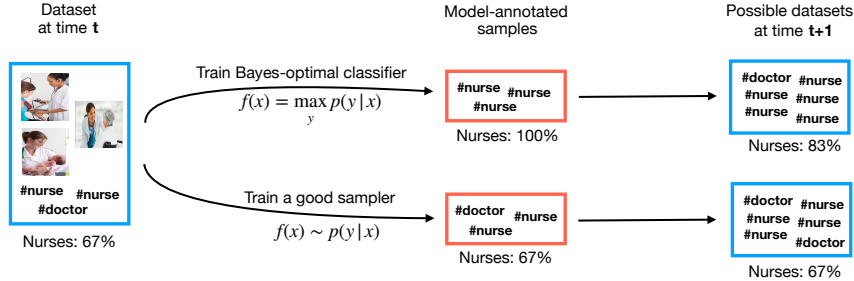 Dataset
at time t
Model-annotated
samples
Possible datasets
at time t+1
Train Bayes-optimal classifier
f(x) = max p(y|x)
y
#nurse #nurse
#nurse
Nurses: 100%
#doctor #nurse
#nurse #nurse
#nurse #nurse
Nurses: 83%
#nurse #nurse
#doctor
Nurses: 67%
Train a good sampler
f(x) ∼ p(y|x)
#doctor #nurse
#nurse
Nurses: 67%
#doctor #nurse
#nurse #nurse
#nurse #doctor
Nurses: 67%